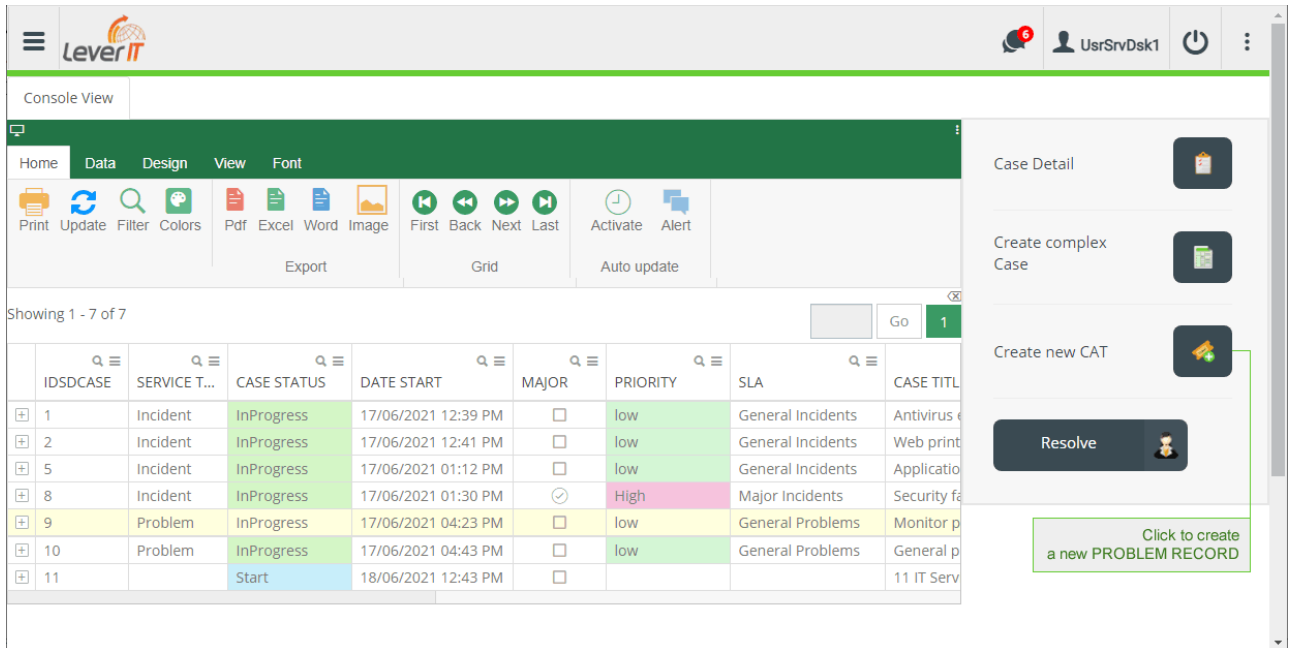 LeverIT
6
UsrSrvDsk1
Console View
Home Data Design View Font
Print Update Filter Colors Pdf Excel Word Image First Back Next Last Activate Alert
Export Grid Auto update
Showing 1 - 7 of 7
Go 1
IDSDCASE SERVICE T... CASE STATUS DATE START MAJOR PRIORITY SLA CASE TITL
1 Incident InProgress 17/06/2021 12:39 PM low General Incidents Antivirus e
2 Incident InProgress 17/06/2021 12:41 PM low General Incidents Web print
5 Incident InProgress 17/06/2021 01:12 PM low General Incidents Applicatio
8 Incident InProgress 17/06/2021 01:30 PM High Major Incidents Security fa
9 Problem InProgress 17/06/2021 04:23 PM low General Problems Monitor p
10 Problem InProgress 17/06/2021 04:43 PM low General Problems General p
11 Start 18/06/2021 12:43 PM 11 IT Serv
Case Detail
Create complex
Case
Create new CAT
Resolve
Click to create
a new PROBLEM RECORD